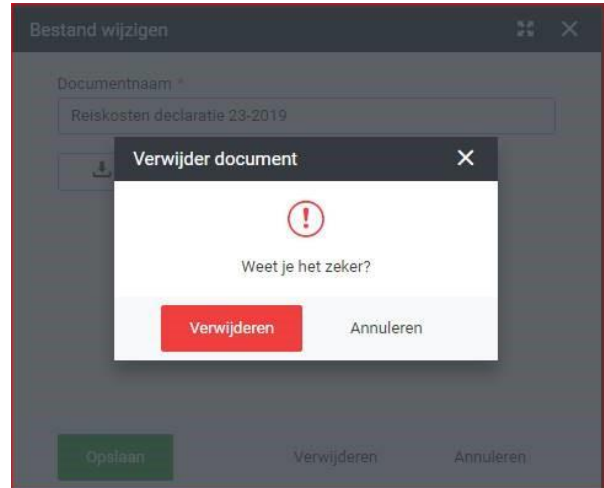 Bestand wijzigen
Documentnaam *
Reiskosten declaratie 23-2019
Verwijder document
Weet je het zeker?
Verwijderen Annuleren
Opslaan Verwijderen Annuleren